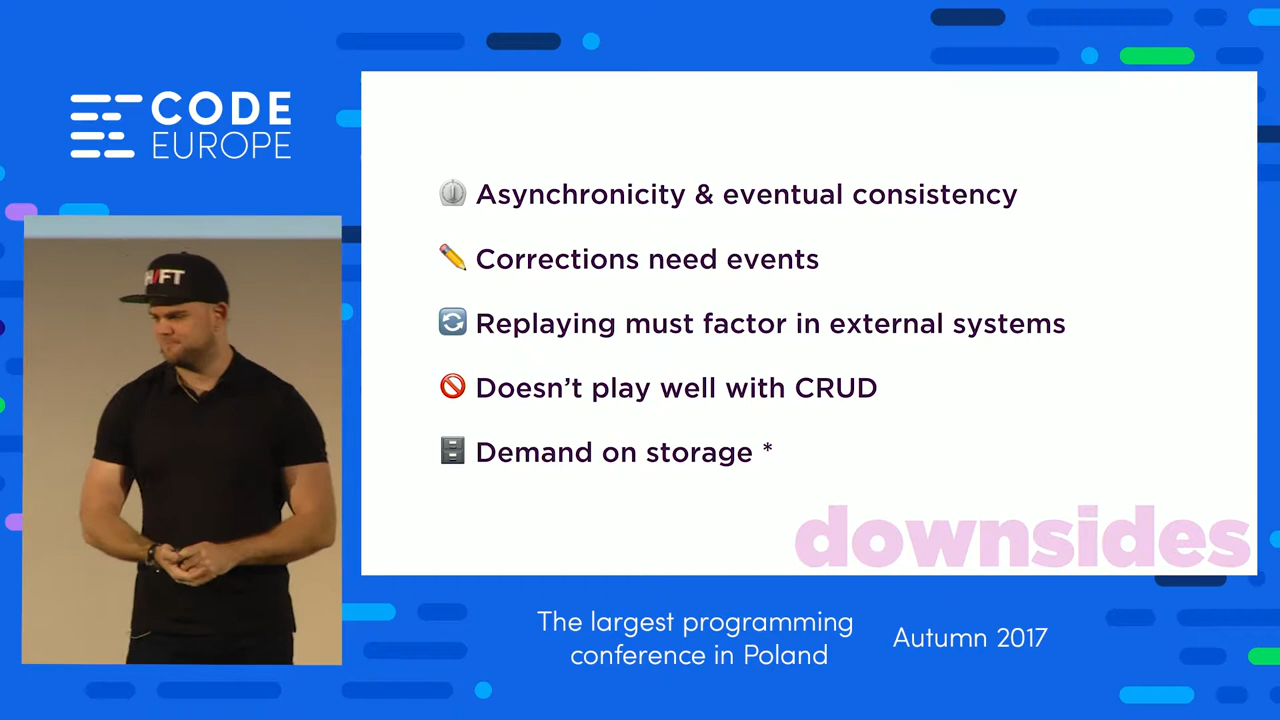 CODE
EUROPE
Asynchronicity & eventual consistency
Corrections need events
Replaying must factor in external systems
Doesn’t play well with CRUD
Demand on storage *
downsides
The largest programming
conference in Poland
Autumn 2017